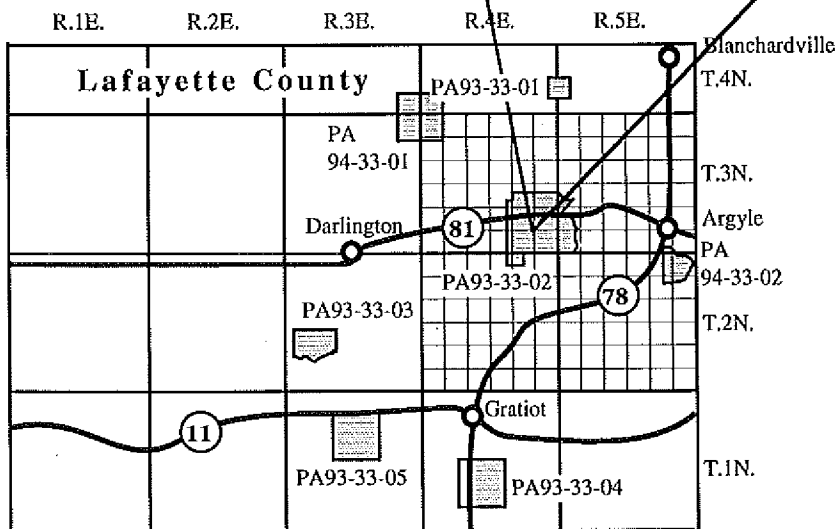 R.1E. R.2E. R.3E. R.4E. R.5E.
Blanchardville
Lafayette County
PA93-33-01
T.4N.
PA
94-33-01
T.3N.
Darlington
81
Argyle
PA93-33-02
PA
94-33-02
78
PA93-33-03
T.2N.
Gratiot
11
PA93-33-05
PA93-33-04
T.1N.